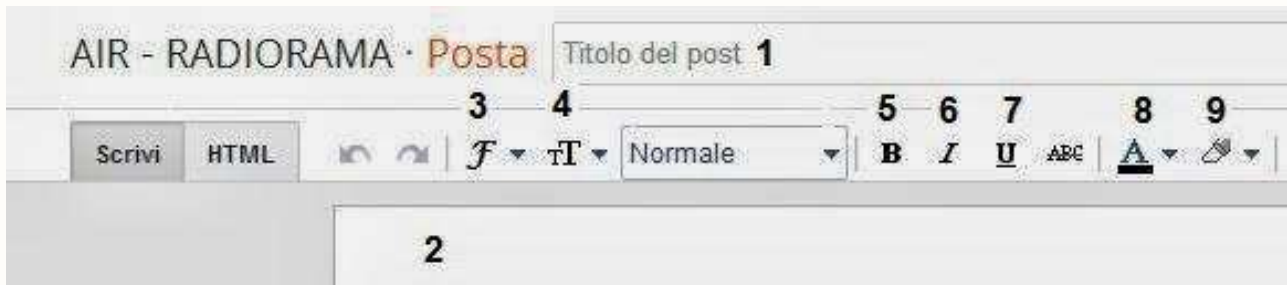 AIR - RADIORAMA · Posta Titolo del post 1
3 4 5 6 7 8 9
Scrivi HTML F TT Normale B I U ABC A
2